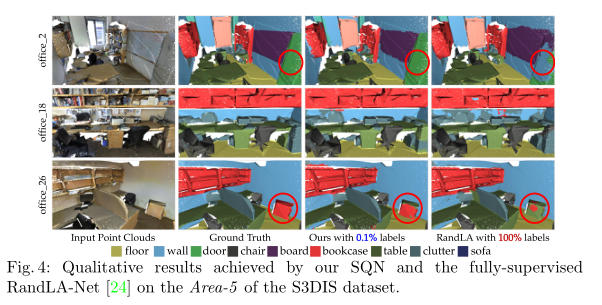 office_2
office_18
office_26
Input Point Clouds Ground Truth Ours with 0.1% labels RandLA with 100% labels
floor wall door chair board bookcase table clutter sofa
Fig. 4: Qualitative results achieved by our SQN and the fully-supervised
RandLA-Net [24] on the Area-5 of the S3DIS dataset.